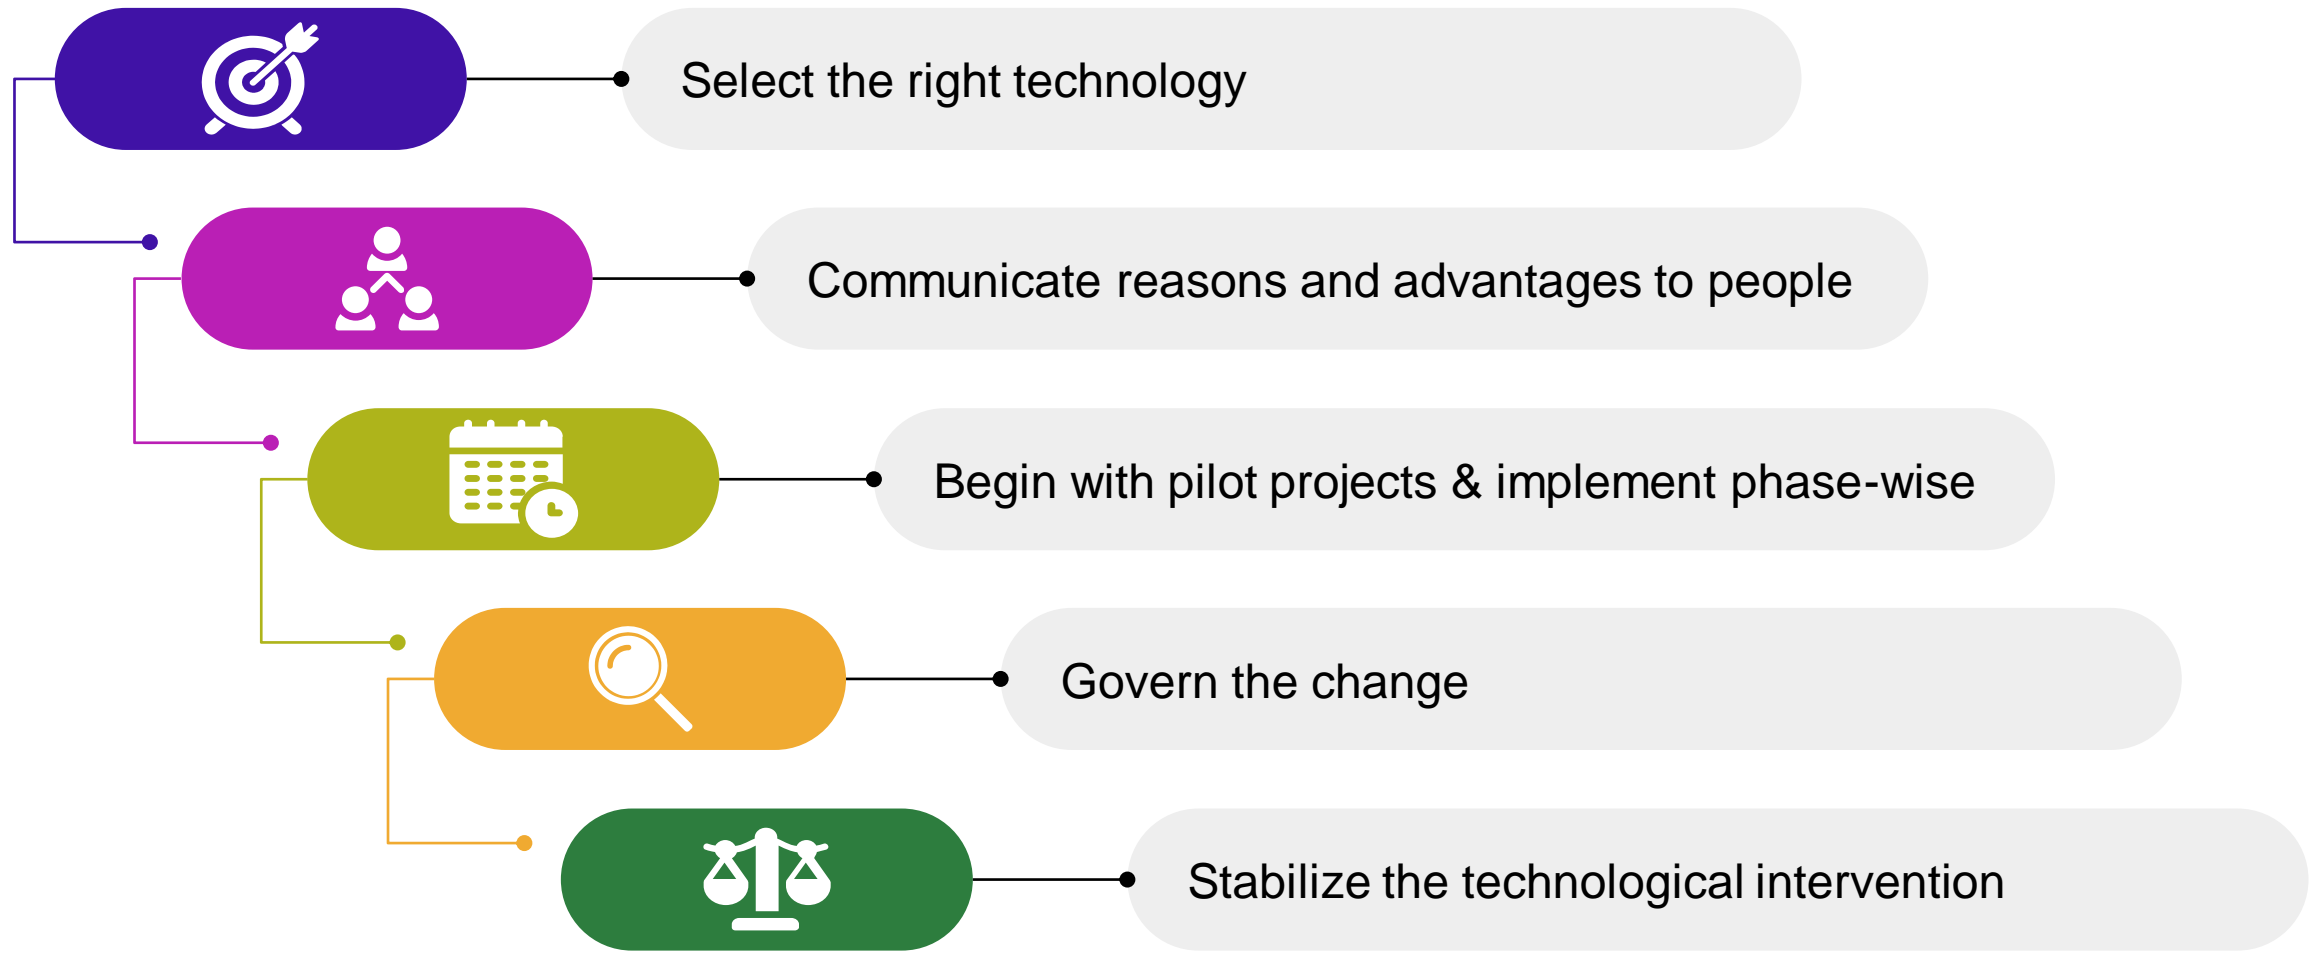 Select the right technology
Communicate reasons and advantages to people
Begin with pilot projects & implement phase-wise
Govern the change
Stabilize the technological intervention